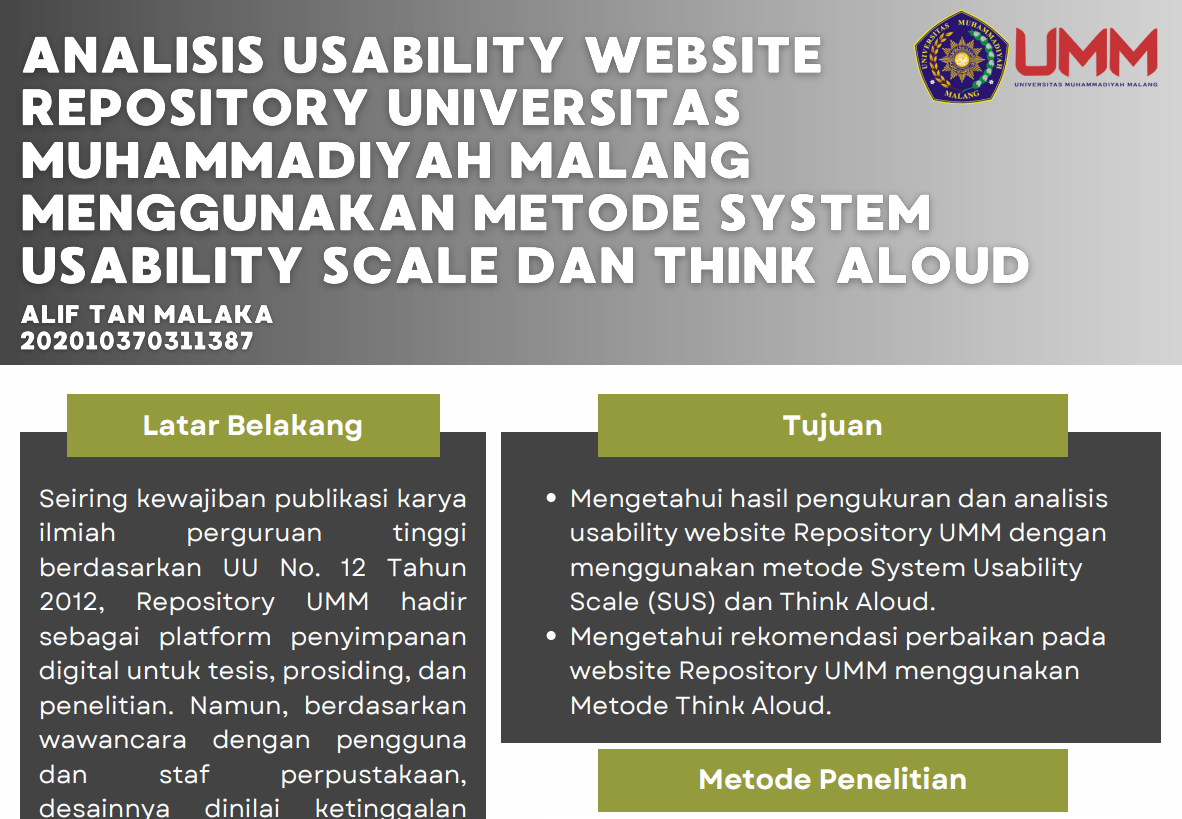 ANALISIS USABILITY WEBSITE
REPOSITORY UNIVERSITAS
MUHAMMADIYAH MALANG
MENGGUNAKAN METODE SYSTEM
USABILITY SCALE DAN THINK ALOUD
ALIF TAN MALAKA
202010370311387
UNIVERSITAS MUHAMMADIYAH
MALANG
UMM
UNIVERSITAS MUHAMMADIYAH MALANG
Latar Belakang
Seiring kewajiban publikasi karya
ilmiah perguruan tinggi
berdasarkan UU No. 12 Tahun
2012, Repository UMM hadir
sebagai platform penyimpanan
digital untuk tesis, prosiding, dan
penelitian. Namun, berdasarkan
wawancara dengan pengguna
dan staf perpustakaan,
desainnya dinilai ketinggalan
Tujuan
• Mengetahui hasil pengukuran dan analisis
usability website Repository UMM dengan
menggunakan metode System Usability
Scale (SUS) dan Think Aloud.
• Mengetahui rekomendasi perbaikan pada
website Repository UMM menggunakan
Metode Think Aloud.
Metode Penelitian